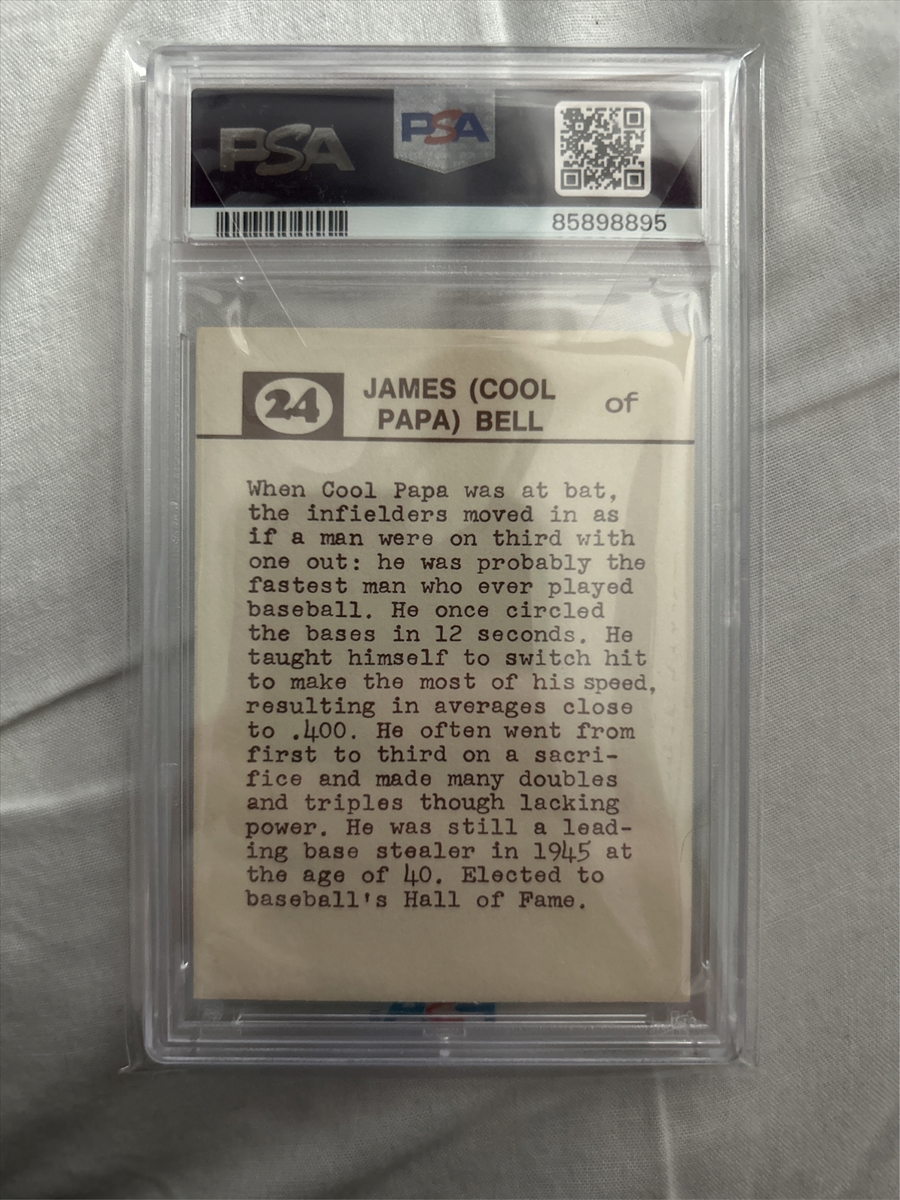 PSA
PSA
85898895
24
JAMES (COOL
PAPA) BELL
of
When Cool Papa was at bat,
the infielders moved in as
if a man were on third with
one out: he was probably the
fastest man who ever played
baseball. He once circled
the bases in 12 seconds. He
taught himself to switch hit
to make the most of his speed,
resulting in averages close
to .400. He often went from
first to third on a sacri-
fice and made many doubles
and triples though lacking
power. He was still a lead-
ing base stealer in 1945 at
the age of 40. Elected to
baseball's Hall of Fame.